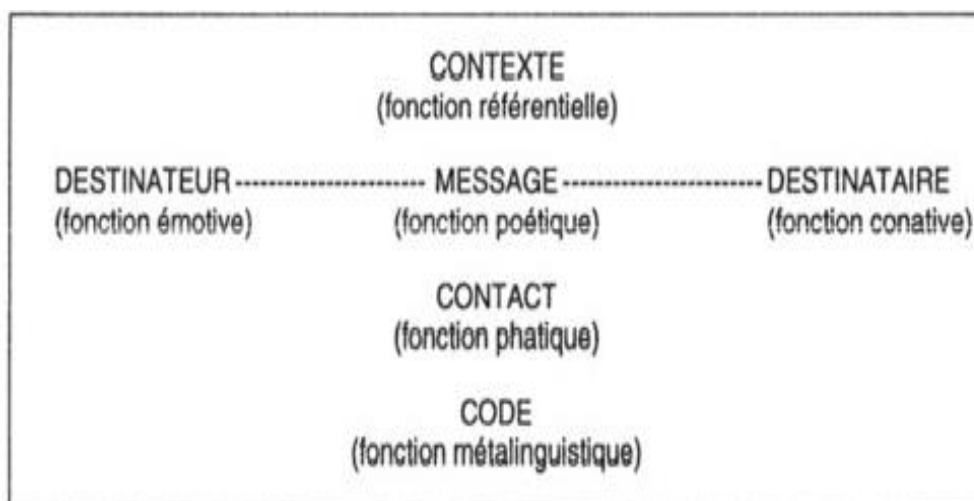 CONTEXTE
(fonction référentielle)
DESTINATEUR ---------------------- MESSAGE ---------------------- DESTINATAIRE
(fonction émotive) (fonction poétique) (fonction conative)
CONTACT
(fonction phatique)
CODE
(fonction métalinguistique)